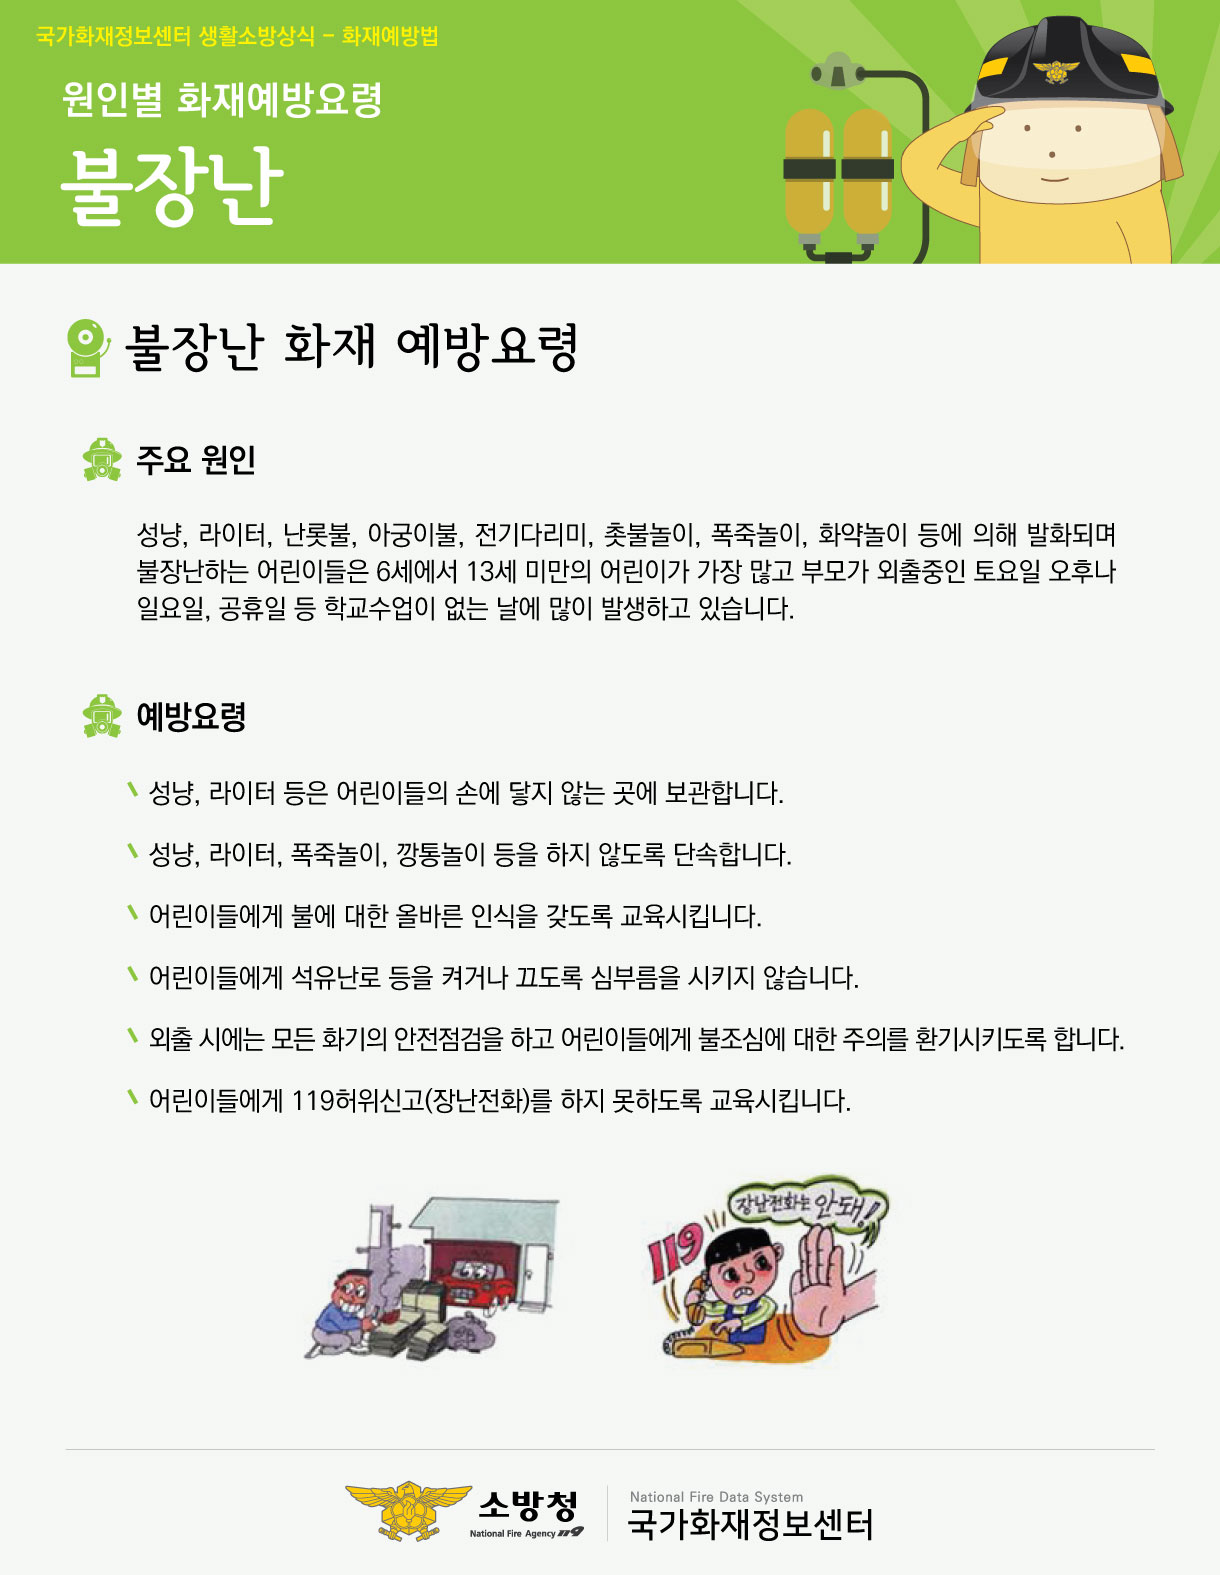 국가화재정보센터 생활소방상식 - 화재예방법
원인별 화재예방요령
불장난
불장난 화재 예방요령
주요 원인
성냥, 라이터, 난롯불, 아궁이불, 전기다리미, 촛불놀이, 폭죽놀이, 화약놀이 등에 의해 발화되며
불장난하는 어린이들은 6세에서 13세 미만의 어린이가 가장 많고 부모가 외출중인 토요일 오후나
일요일, 공휴일 등 학교수업이 없는 날에 많이 발생하고 있습니다.
예방요령
성냥, 라이터 등은 어린이들의 손에 닿지 않는 곳에 보관합니다.
성냥, 라이터, 폭죽놀이, 깡통놀이 등을 하지 않도록 단속합니다.
어린이들에게 불에 대한 올바른 인식을 갖도록 교육시킵니다.
어린이들에게 석유난로 등을 켜거나 끄도록 심부름을 시키지 않습니다.
외출 시에는 모든 화기의 안전점검을 하고 어린이들에게 불조심에 대한 주의를 환기시키도록 합니다.
어린이들에게 119허위신고(장난전화)를 하지 못하도록 교육시킵니다.
장난전화는 안돼!
119
소방청
National Fire Agency 119
National Fire Data System
국가화재정보센터